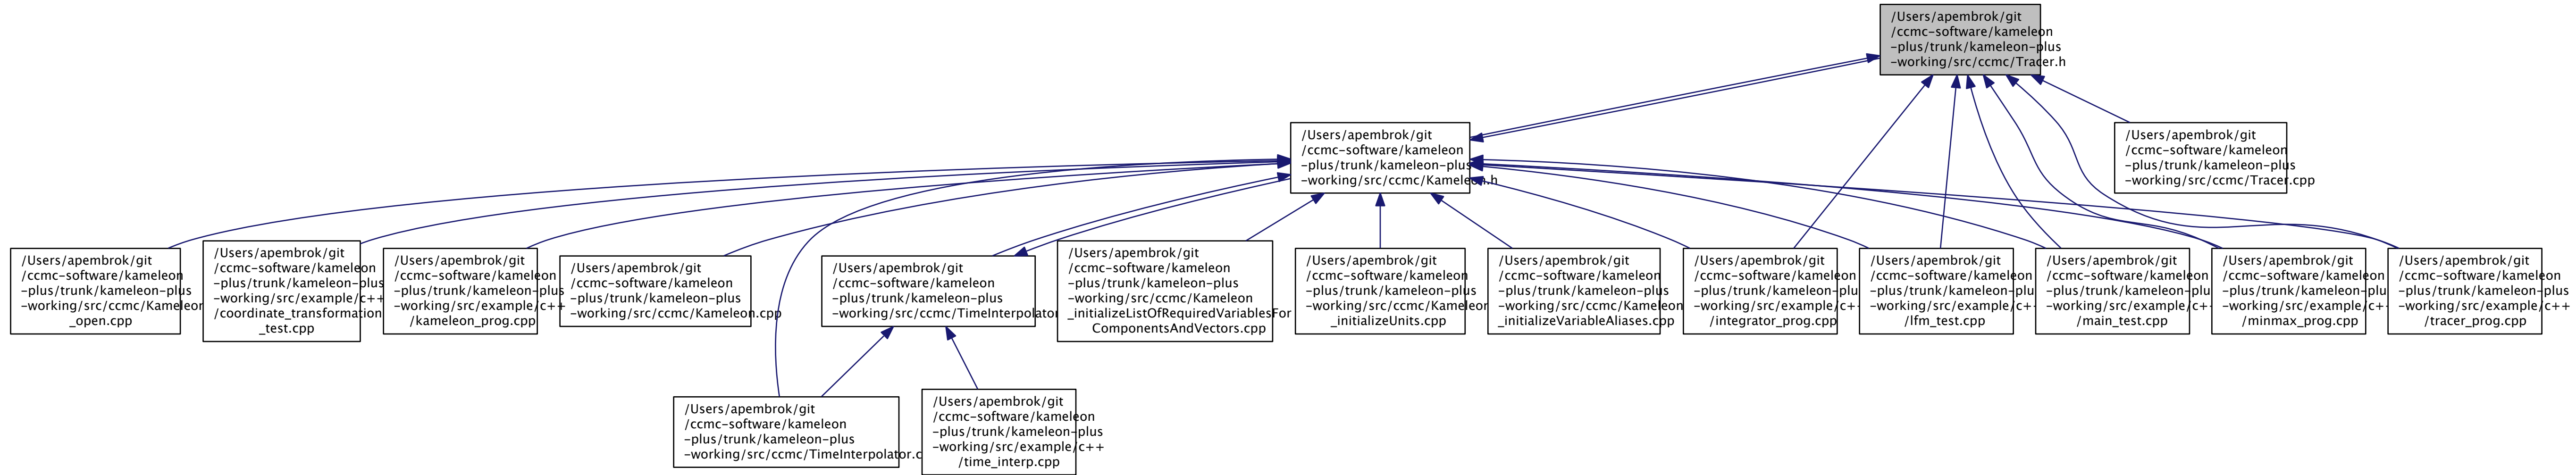 /Users/apembrok/git
/ccmc-software/kameleon
-plus/trunk/kameleon-plus
-working/src/ccmc/Tracer.h
/Users/apembrok/git
/ccmc-software/kameleon
-plus/trunk/kameleon-plus
-working/src/ccmc/Kameleon.h
/Users/apembrok/git
/ccmc-software/kameleon
-plus/trunk/kameleon-plus
-working/src/ccmc/Tracer.cpp
/Users/apembrok/git
/ccmc-software/kameleon
-plus/trunk/kameleon-plus
-working/src/ccmc/Kameleon
_open.cpp
/Users/apembrok/git
/ccmc-software/kameleon
-plus/trunk/kameleon-plus
-working/src/example/c++
/coordinate_transformation
_test.cpp
/Users/apembrok/git
/ccmc-software/kameleon
-plus/trunk/kameleon-plus
-working/src/example/c++
/kameleon_prog.cpp
/Users/apembrok/git
/ccmc-software/kameleon
-plus/trunk/kameleon-plus
-working/src/ccmc/Kameleon.cpp
/Users/apembrok/git
/ccmc-software/kameleon
-plus/trunk/kameleon-plus
-working/src/ccmc/TimeInterpolator
/Users/apembrok/git
/ccmc-software/kameleon
-plus/trunk/kameleon-plus
-working/src/ccmc/Kameleon
_initializeListOfRequiredVariablesFor
ComponentsAndVectors.cpp
/Users/apembrok/git
/ccmc-software/kameleon
-plus/trunk/kameleon-plus
-working/src/ccmc/Kameleon
_initializeUnits.cpp
/Users/apembrok/git
/ccmc-software/kameleon
-plus/trunk/kameleon-plus
-working/src/ccmc/Kameleon
_initializeVariableAliases.cpp
/Users/apembrok/git
/ccmc-software/kameleon
-plus/trunk/kameleon-plus
-working/src/example/c++
/integrator_prog.cpp
/Users/apembrok/git
/ccmc-software/kameleon
-plus/trunk/kameleon-plus
-working/src/example/c++
/lfm_test.cpp
/Users/apembrok/git
/ccmc-software/kameleon
-plus/trunk/kameleon-plus
-working/src/example/c++
/main_test.cpp
/Users/apembrok/git
/ccmc-software/kameleon
-plus/trunk/kameleon-plus
-working/src/example/c++
/minmax_prog.cpp
/Users/apembrok/git
/ccmc-software/kameleon
-plus/trunk/kameleon-plus
-working/src/example/c++
/tracer_prog.cpp
/Users/apembrok/git
/ccmc-software/kameleon
-plus/trunk/kameleon-plus
-working/src/ccmc/TimeInterpolator.c
/Users/apembrok/git
/ccmc-software/kameleon
-plus/trunk/kameleon-plus
-working/src/example/c++
/time_interp.cpp